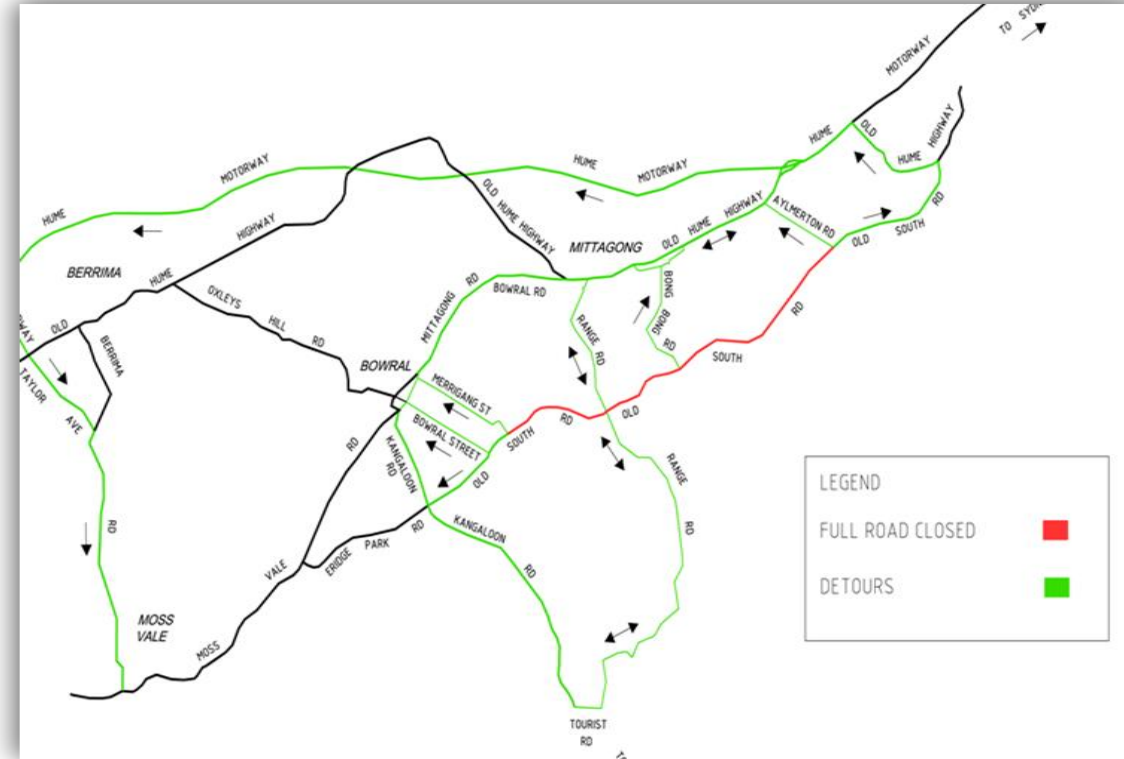 TO SYDN
MOTORWAY
HUME
OLD
HUME
HIGHWAY
RD
SOUTH
OLD
AYLMERTON RD
HUME
MOTORWAY
MOTORWAY
HUME
HIGHWAY
OLD HUME HIGHWAY
MITTAGONG
OLD HUME HIGHWAY
BERRIMA
HUME
OLD
BERRIMA
WAY
TAYLOR
AVE
RD
OXLEYS
HILL
RD
MITTAGONG
RD
BOWRAL RD
RANGE RD
BONG
BONG
RD
RD
SOUTH
OLD
RD
SOUTH
OLD
BOWRAL
MERRIGANG ST
BOWRAL STREET
KANGALOON
RD
RD
VALE
MOSS
ERIDGE
PARK
RD
KANGALOON
RD
RANGE
RD
MOSS
VALE
TOURIST
RD
LEGEND
FULL ROAD CLOSED
DETOURS